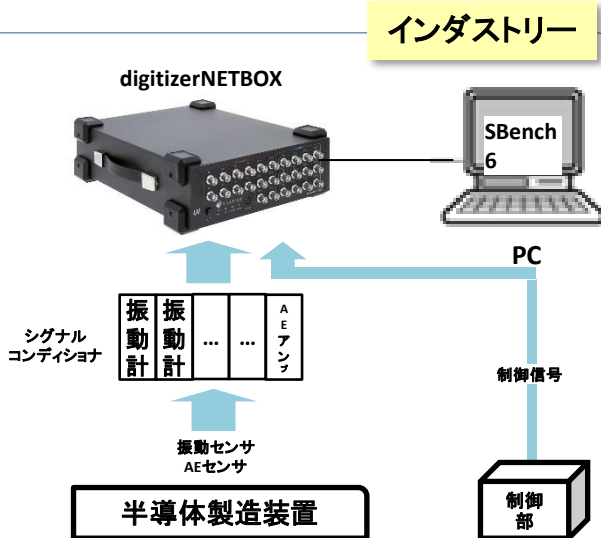 インダストリー
digitizerNETBOX
SBench
6
PC
シグナル
コンディショナ
振動計
振動計
...
...
AEアンプ
制御信号
振動センサ
AEセンサ
半導体製造装置
制御
部